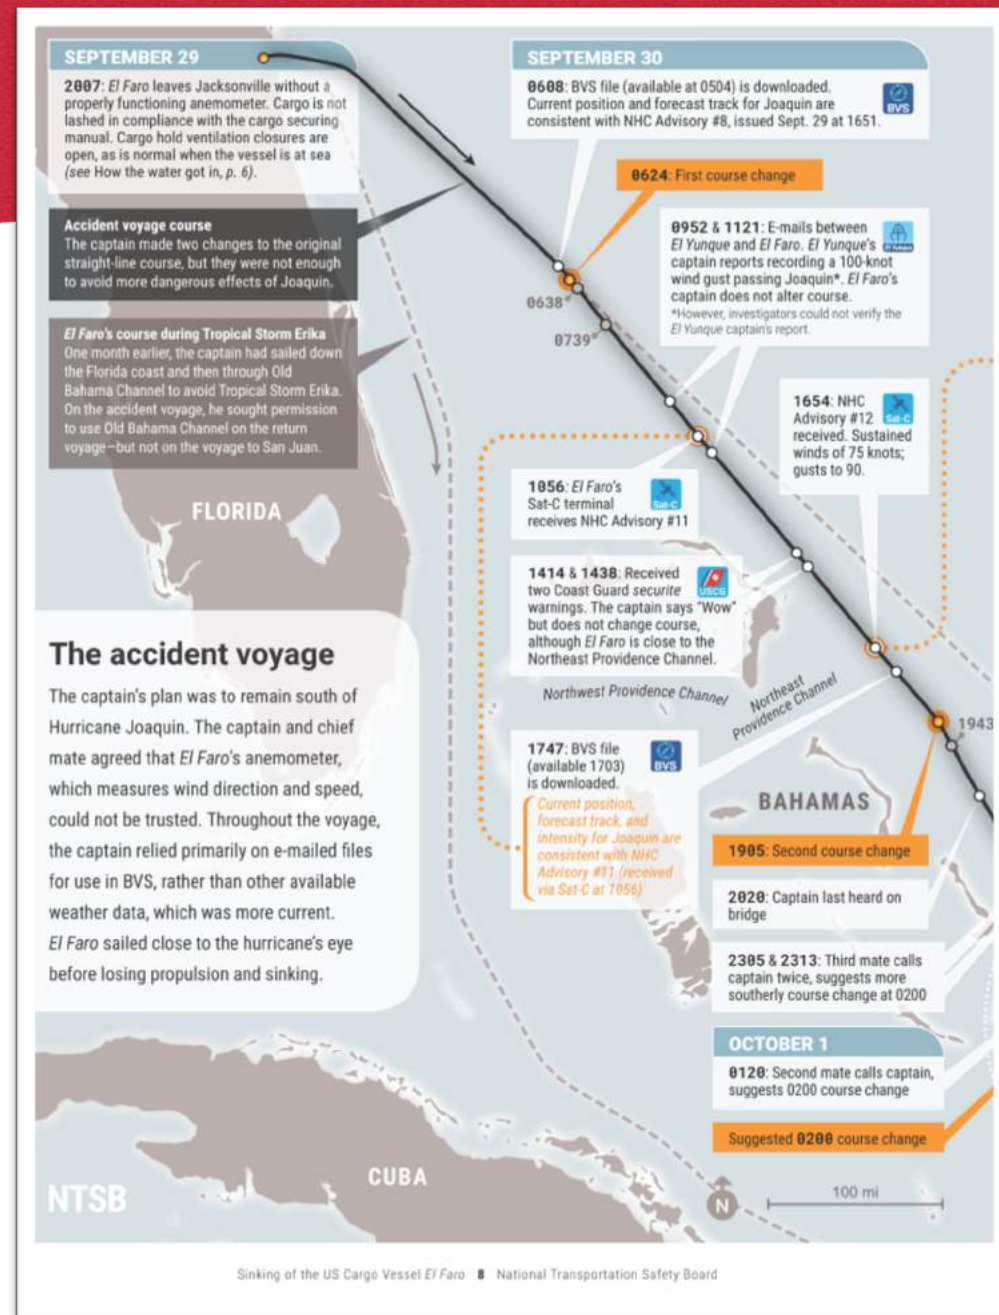 SEPTEMBER 29
2007: El Faro leaves Jacksonville without a
properly functioning anemometer. Cargo is not
lashed in compliance with the cargo securing
manual. Cargo hold ventilation closures are
open, as is normal when the vessel is at sea
(see How the water got in, p. 6).
Accident voyage course
The captain made two changes to the original
straight-line course, but they were not enough
to avoid more dangerous effects of Joaquin.
El Faro's course during Tropical Storm Erika
One month earlier, the captain had sailed down
the Florida coast and then through Old
Bahama Channel to avoid Tropical Storm Erika.
On the accident voyage, he sought permission
to use Old Bahama Channel on the return
voyage—but not on the voyage to San Juan.
FLORIDA
The accident voyage
The captain's plan was to remain south of
Hurricane Joaquin. The captain and chief
mate agreed that El Faro's anemometer,
which measures wind direction and speed,
could not be trusted. Throughout the voyage,
the captain relied primarily on e-mailed files
for use in BVS, rather than other available
weather data, which was more current.
El Faro sailed close to the hurricane's eye
before losing propulsion and sinking.
SEPTEMBER 30
0608: BVS file (available at 0504) is downloaded.
Current position and forecast track for Joaquin are
consistent with NHC Advisory #8, issued Sept. 29 at 1651.
BVS
0624: First course change
0638
0739
0952 & 1121: E-mails between
El Yunque and El Faro. El Yunque's
captain reports recording a 100-knot
wind gust passing Joaquin*. El Faro's
captain does not alter course.
*However, investigators could not verify the
El Yunque captain's report.
El Yunque
1056: El Faro's
Sat-C terminal
receives NHC Advisory #11
Sat-C
1414 & 1438: Received
two Coast Guard securite
warnings. The captain says "Wow"
but does not change course,
although El Faro is close to the
Northeast Providence Channel.
USCG
1654: NHC
Advisory #12
received. Sustained
winds of 75 knots;
gusts to 90.
Sat-C
Northwest Providence Channel
Northeast
Providence Channel
1747: BVS file
(available 1703)
is downloaded.
BVS
Current position,
forecast track, and
intensity for Joaquin are
consistent with NHC
Advisory #11 (received
via Sat-C at 1056)
1943
BAHAMAS
1905: Second course change
2020: Captain last heard on
bridge
2305 & 2313: Third mate calls
captain twice, suggests more
southerly course change at 0200
OCTOBER 1
0120: Second mate calls captain,
suggests 0200 course change
Suggested 0200 course change
CUBA
NTSB
N
100 mi
Sinking of the US Cargo Vessel El Faro 8 National Transportation Safety Board